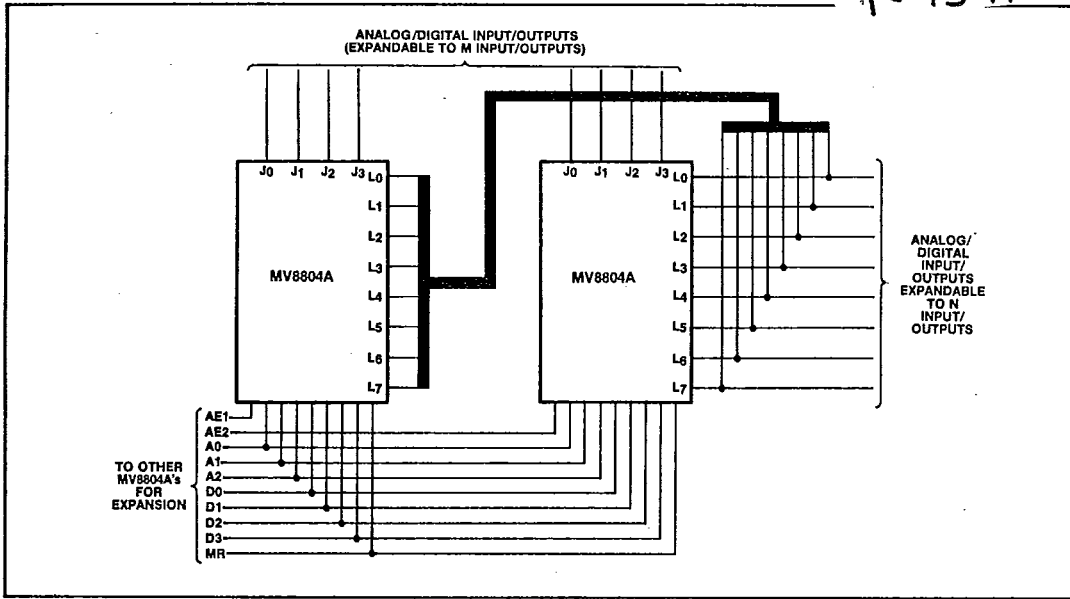 ANALOG/DIGITAL INPUT/OUTPUTS
(EXPANDABLE TO M INPUT/OUTPUTS)
J0 J1 J2 J3
L0
L1
L2
L3
L4
L5
L6
L7
MV8804A
J0 J1 J2 J3
L0
L1
L2
L3
L4
L5
L6
L7
MV8804A
ANALOG/
DIGITAL
INPUT/
OUTPUTS
EXPANDABLE
TO N
INPUT/
OUTPUTS
TO OTHER
MV8804A's
FOR
EXPANSION
AE1
AE2
A0
A1
A2
D0
D1
D2
D3
MR